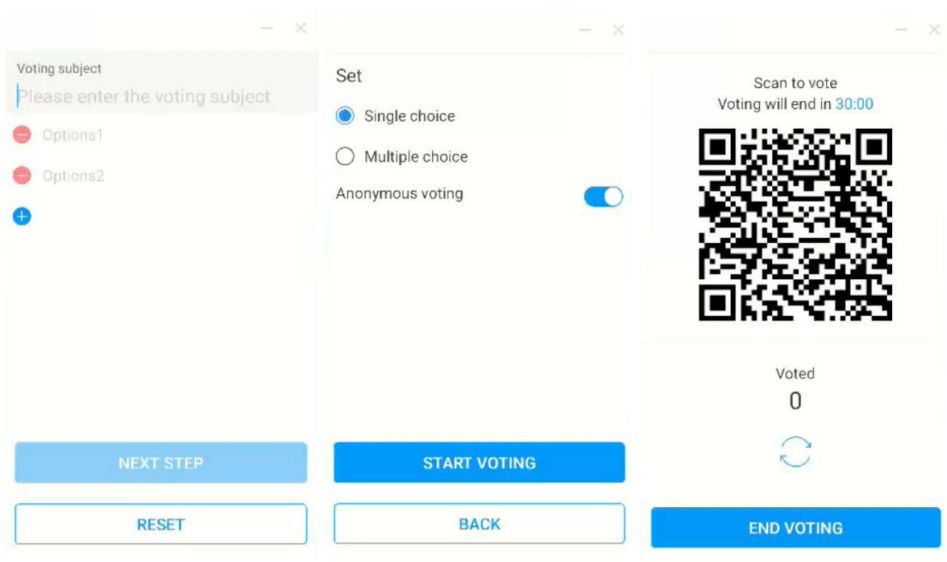 Voting subject
Please enter the voting subject
Options1
Options2
NEXT STEP
RESET
Set
Single choice
Multiple choice
Anonymous voting
START VOTING
BACK
Scan to vote
Voting will end in 30:00
Voted
0
END VOTING